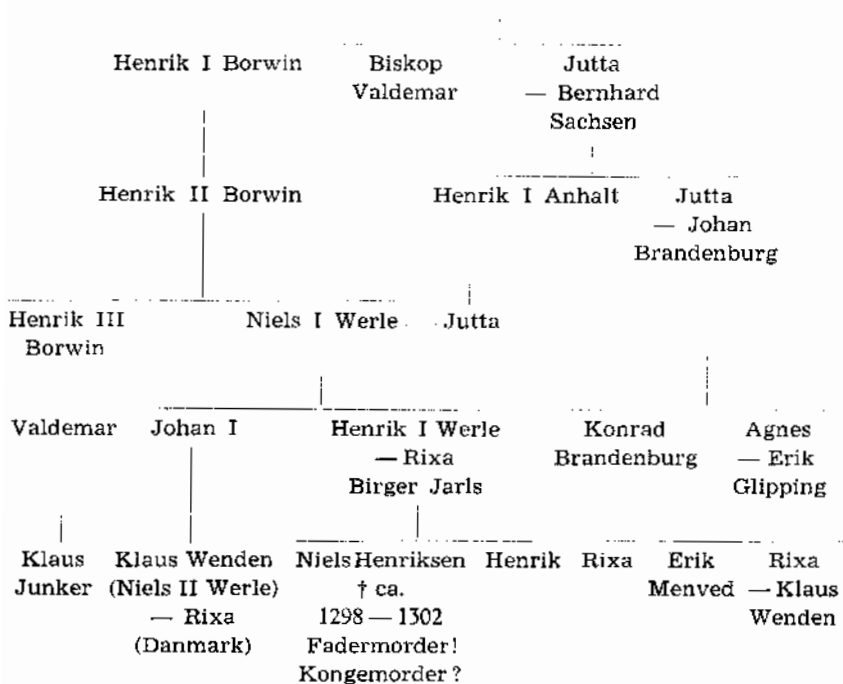 Henrik I Borwin Biskop Jutta
Valdemar — Bernhard
Sachsen
Henrik II Borwin Henrik I Anhalt Jutta
— Johan
Brandenburg
Henrik III Niels I Werle Jutta
Borwin
Valdemar Johan I Henrik I Werle Konrad Agnes
— Rixa Brandenburg — Erik
Birger Jarls Glipping
Klaus Klaus Wenden Niels Henriksen Henrik Rixa Erik Rixa
Junker (Niels II Werle) † ca. Menved — Klaus
— Rixa 1298 — 1302 Wenden
(Danmark) Fadermorder!
Kongemorder?